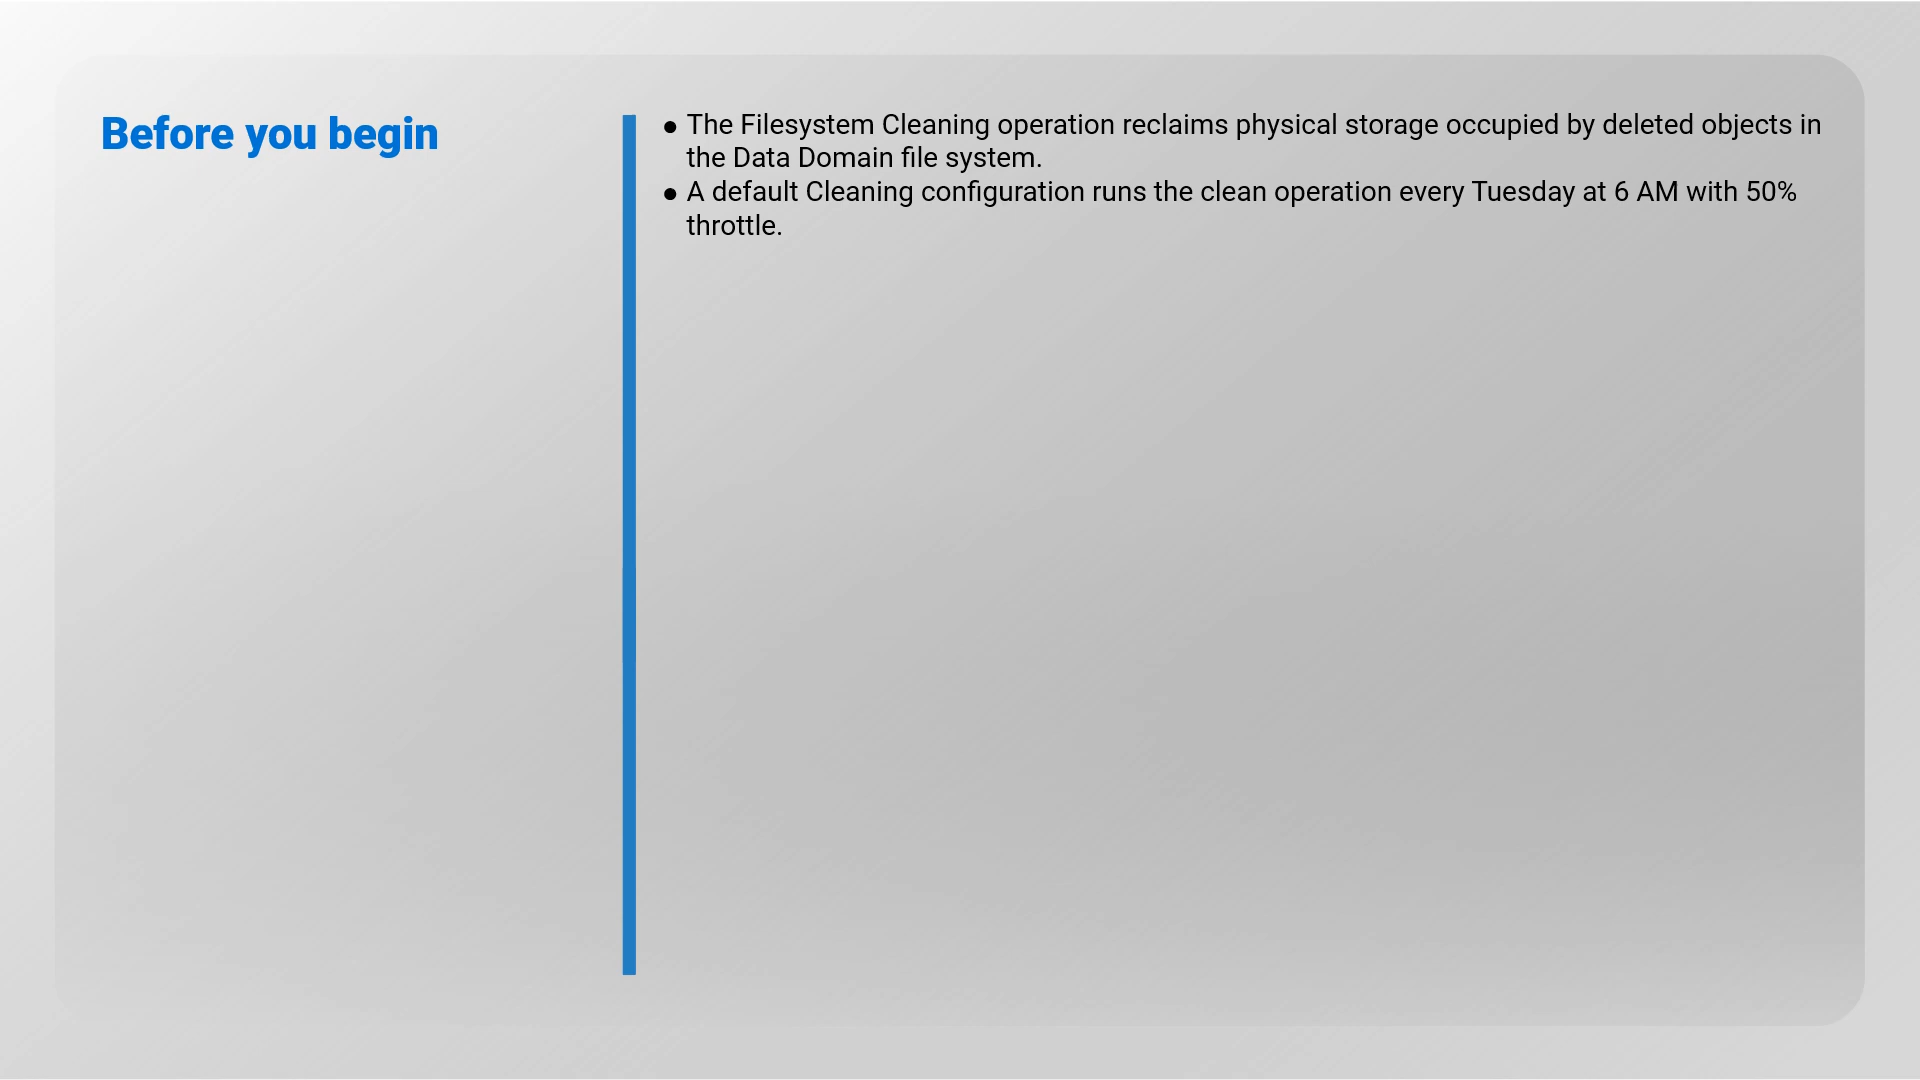 Before you begin
● The Filesystem Cleaning operation reclaims physical storage occupied by deleted objects in
the Data Domain file system.
● A default Cleaning configuration runs the clean operation every Tuesday at 6 AM with 50%
throttle.